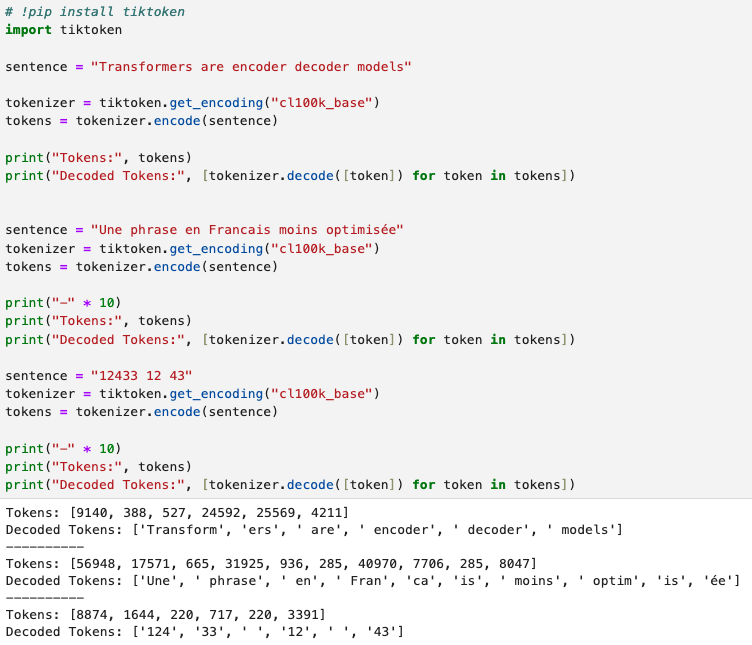 # !pip install tiktoken
import tiktoken
sentence = "Transformers are encoder decoder models"
tokenizer = tiktoken.get_encoding("cl100k_base")
tokens = tokenizer.encode(sentence)
print("Tokens:", tokens)
print("Decoded Tokens:", [tokenizer.decode([token]) for token in tokens])
sentence = "Une phrase en Francais moins optimisée"
tokenizer = tiktoken.get_encoding("cl100k_base")
tokens = tokenizer.encode(sentence)
print("-" * 10)
print("Tokens:", tokens)
print("Decoded Tokens:", [tokenizer.decode([token]) for token in tokens])
sentence = "12433 12 43"
tokenizer = tiktoken.get_encoding("cl100k_base")
tokens = tokenizer.encode(sentence)
print("-" * 10)
print("Tokens:", tokens)
print("Decoded Tokens:", [tokenizer.decode([token]) for token in tokens])
Tokens: [9140, 388, 527, 24592, 25569, 4211]
Decoded Tokens: ['Transform', 'ers', ' are', ' encoder', ' decoder', ' models']
----------
Tokens: [56948, 17571, 665, 31925, 936, 285, 40970, 7706, 285, 8047]
Decoded Tokens: ['Une', ' phrase', ' en', ' Fran', 'ca', 'is', ' moins', ' optim', 'is', 'ée']
----------
Tokens: [8874, 1644, 220, 717, 220, 3391]
Decoded Tokens: ['124', '33', ' ', '12', ' ', '43']